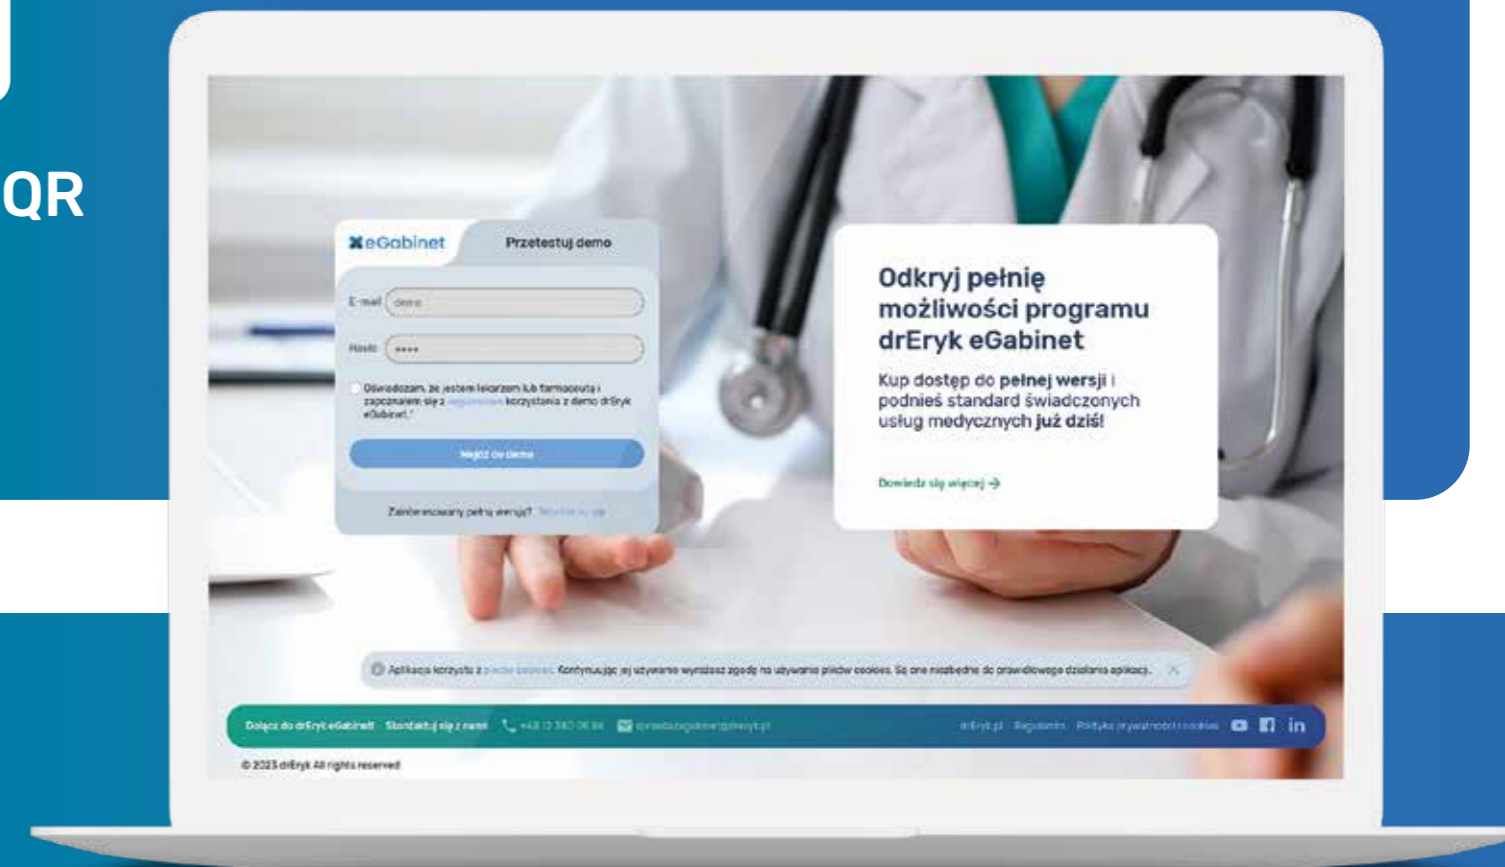 QR
eGabinet
Przetestuj demo
E-mail
demo
Hasło
****
Oświadczam, że jestem lekarzem lub farmaceutą i
zapoznałem się z regulaminem korzystania z demo drEryk
eGabinet.*
Wejdź do demo
Zainteresowany pełną wersją?
Odkryj pełnię
możliwości programu
drEryk eGabinet
Kup dostęp do pełnej wersji i
podnieś standard świadczonych
usług medycznych już dziś!
Dowiedz się więcej →
Aplikacja korzysta z plików cookies. Kontynuując jej używanie wyrażasz zgodę na używanie plików cookies. Są one niezbędne do prawidłowego działania aplikacji.
Dołącz do drEryk eGabinet! Skontaktuj się z nami
drEryk.pl Regulamin Polityka prywatności i cookies
© 2023 drEryk All rights reserved